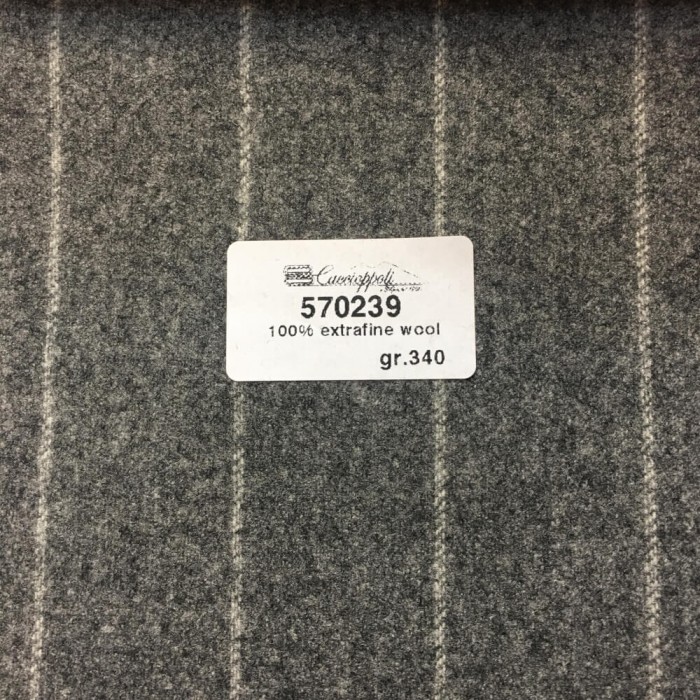 Caccioppoli
570239
100% extrafine wool
gr.340